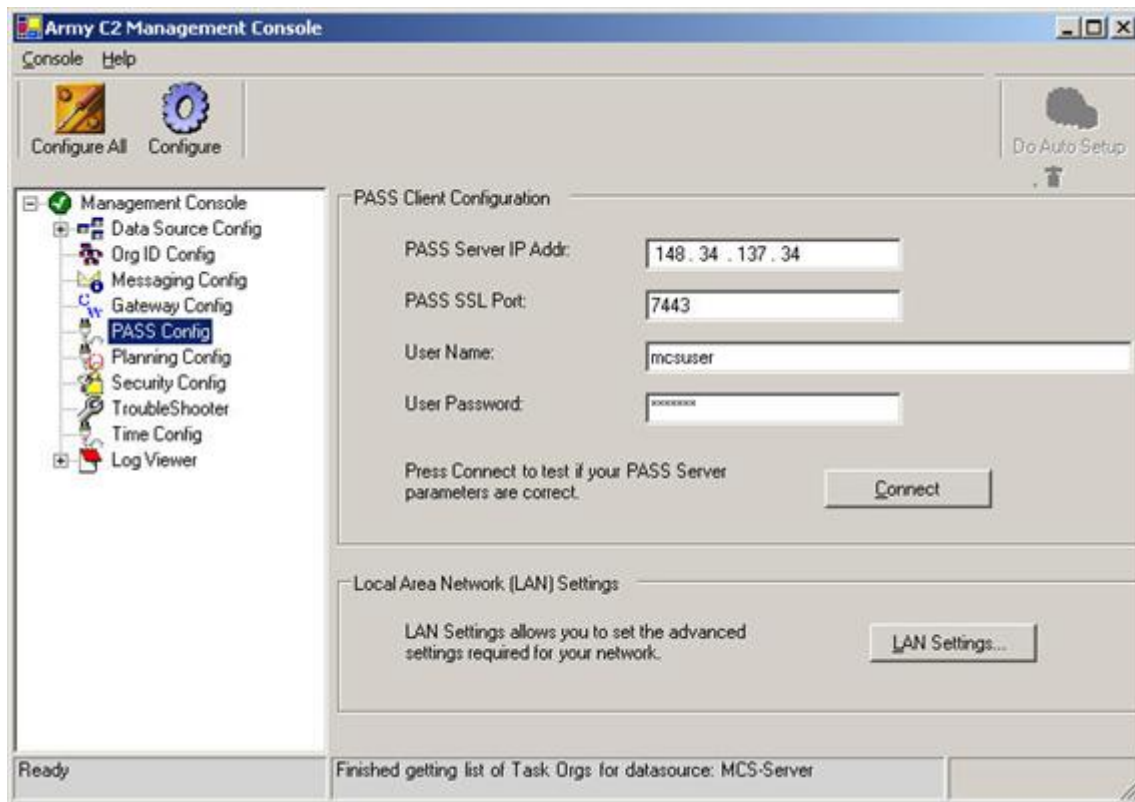 Army C2 Management Console
Console Help
Configure All Configure
Do Auto Setup
Management Console
Data Source Config
Org ID Config
Messaging Config
Gateway Config
PASS Config
Planning Config
Security Config
TroubleShooter
Time Config
Log Viewer
PASS Client Configuration
PASS Server IP Addr: 148 . 34 . 137 . 34
PASS SSL Port: 7443
User Name: mcsuser
User Password: *******
Press Connect to test if your PASS Server
parameters are correct.
Connect
Local Area Network (LAN) Settings
LAN Settings allows you to set the advanced
settings required for your network.
LAN Settings...
Ready
Finished getting list of Task Orgs for datasource: MCS-Server